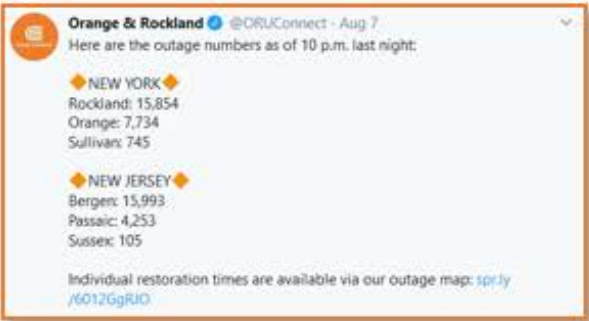 Orange & Rockland @ORUConnect · Aug 7
Here are the outage numbers as of 10 p.m. last night:
🔶NEW YORK🔶
Rockland: 15,854
Orange: 7,734
Sullivan: 745
🔶NEW JERSEY🔶
Bergen: 15,993
Passaic: 4,253
Sussex: 105
Individual restoration times are available via our outage map: spr.ly
/6012GgRJO